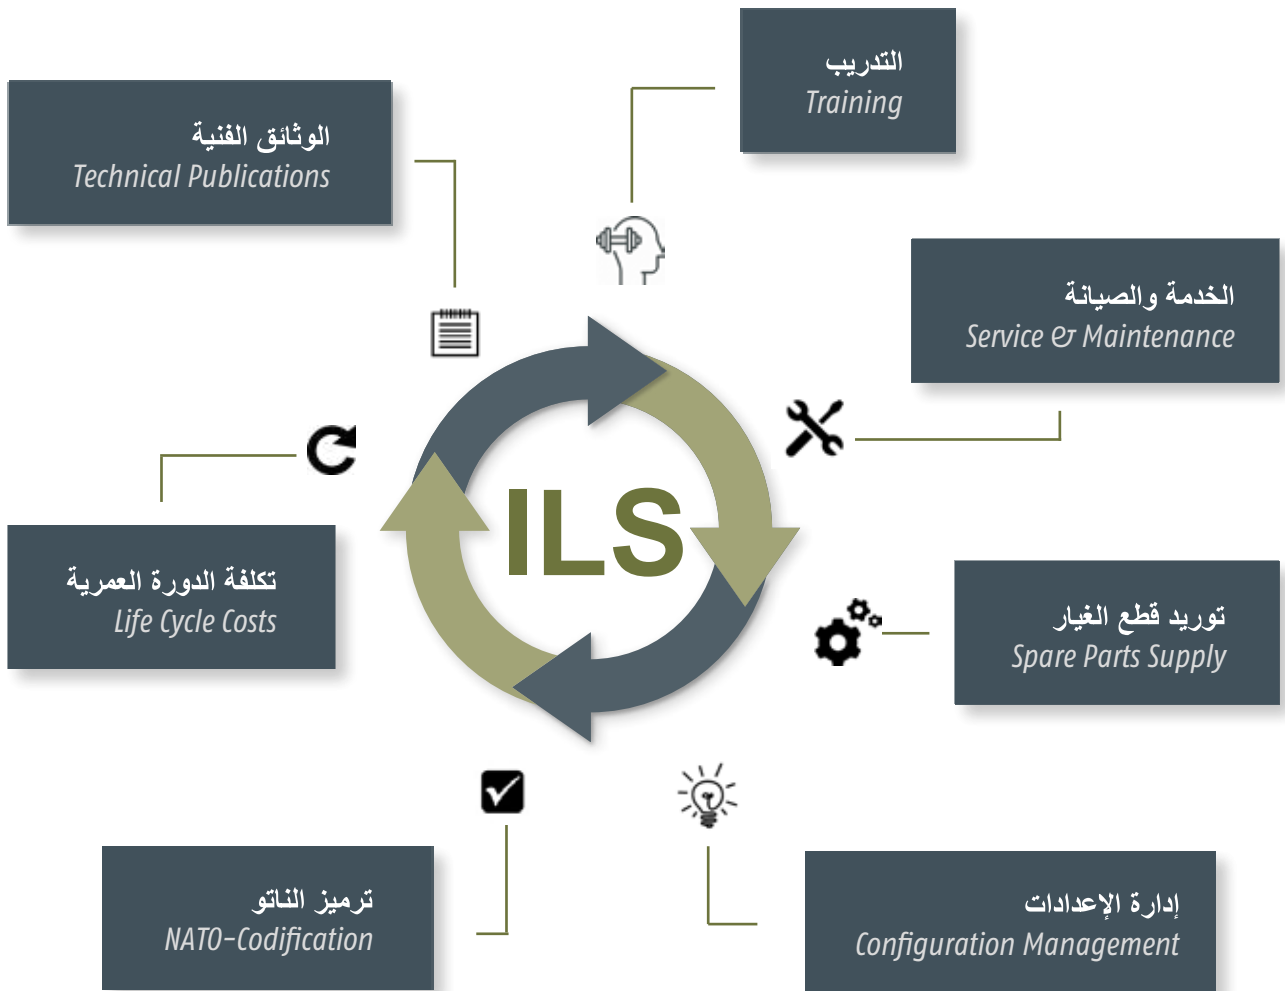 التدريب
Training
الوثائق الفنية
Technical Publications
الخدمة والصيانة
Service & Maintenance
ILS
تكلفة الدورة العمرية
Life Cycle Costs
توريد قطع الغيار
Spare Parts Supply
ترميز الناتو
NATO-Codification
إدارة الإعدادات
Configuration Management